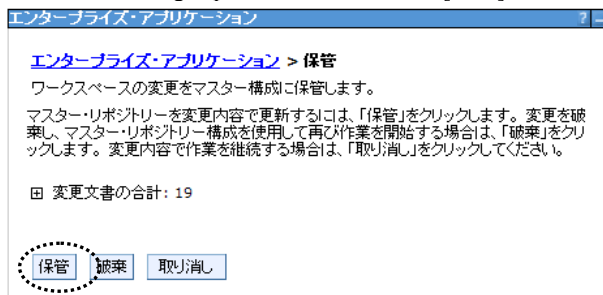 エンタープライズ・アプリケーション ? -
エンタープライズ・アプリケーション > 保管
ワークスペースの変更をマスター構成に保管します。
マスター・リポジトリーを変更内容で更新するには、「保管」をクリックします。変更を破
棄し、マスター・リポジトリー構成を使用して再び作業を開始する場合は、「破棄」をクリ
ックします。変更内容で作業を継続する場合は、「取り消し」をクリックしてください。
変更文書の合計: 19
保管 破棄 取り消し